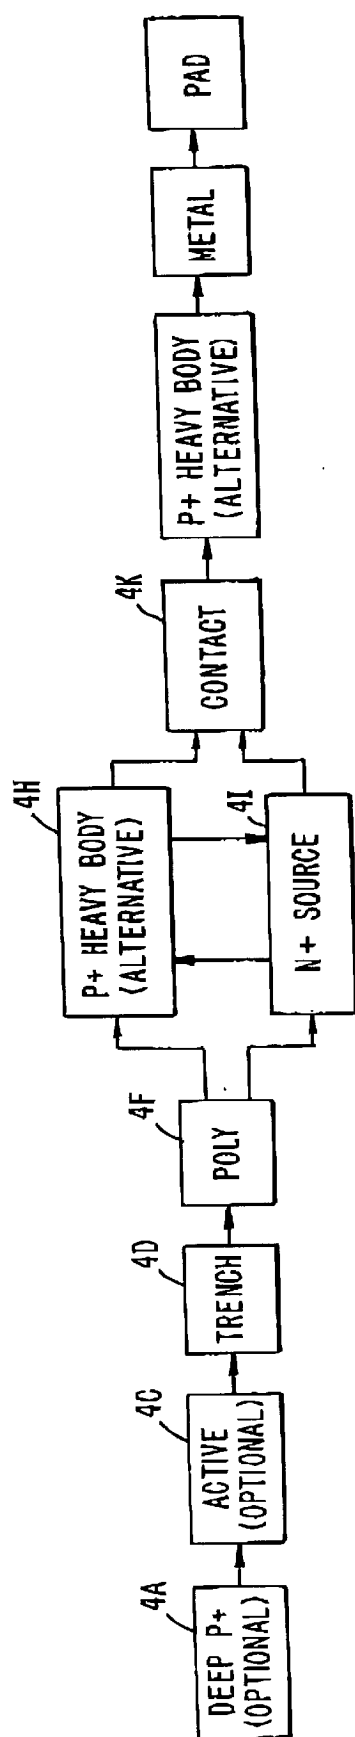 4A
DEEP P+
(OPTIONAL)
4C
ACTIVE
(OPTIONAL)
4D
TRENCH
4F
POLY
4H
P+ HEAVY BODY
(ALTERNATIVE)
4I
N+ SOURCE
4K
CONTACT
P+ HEAVY BODY
(ALTERNATIVE)
METAL
PAD